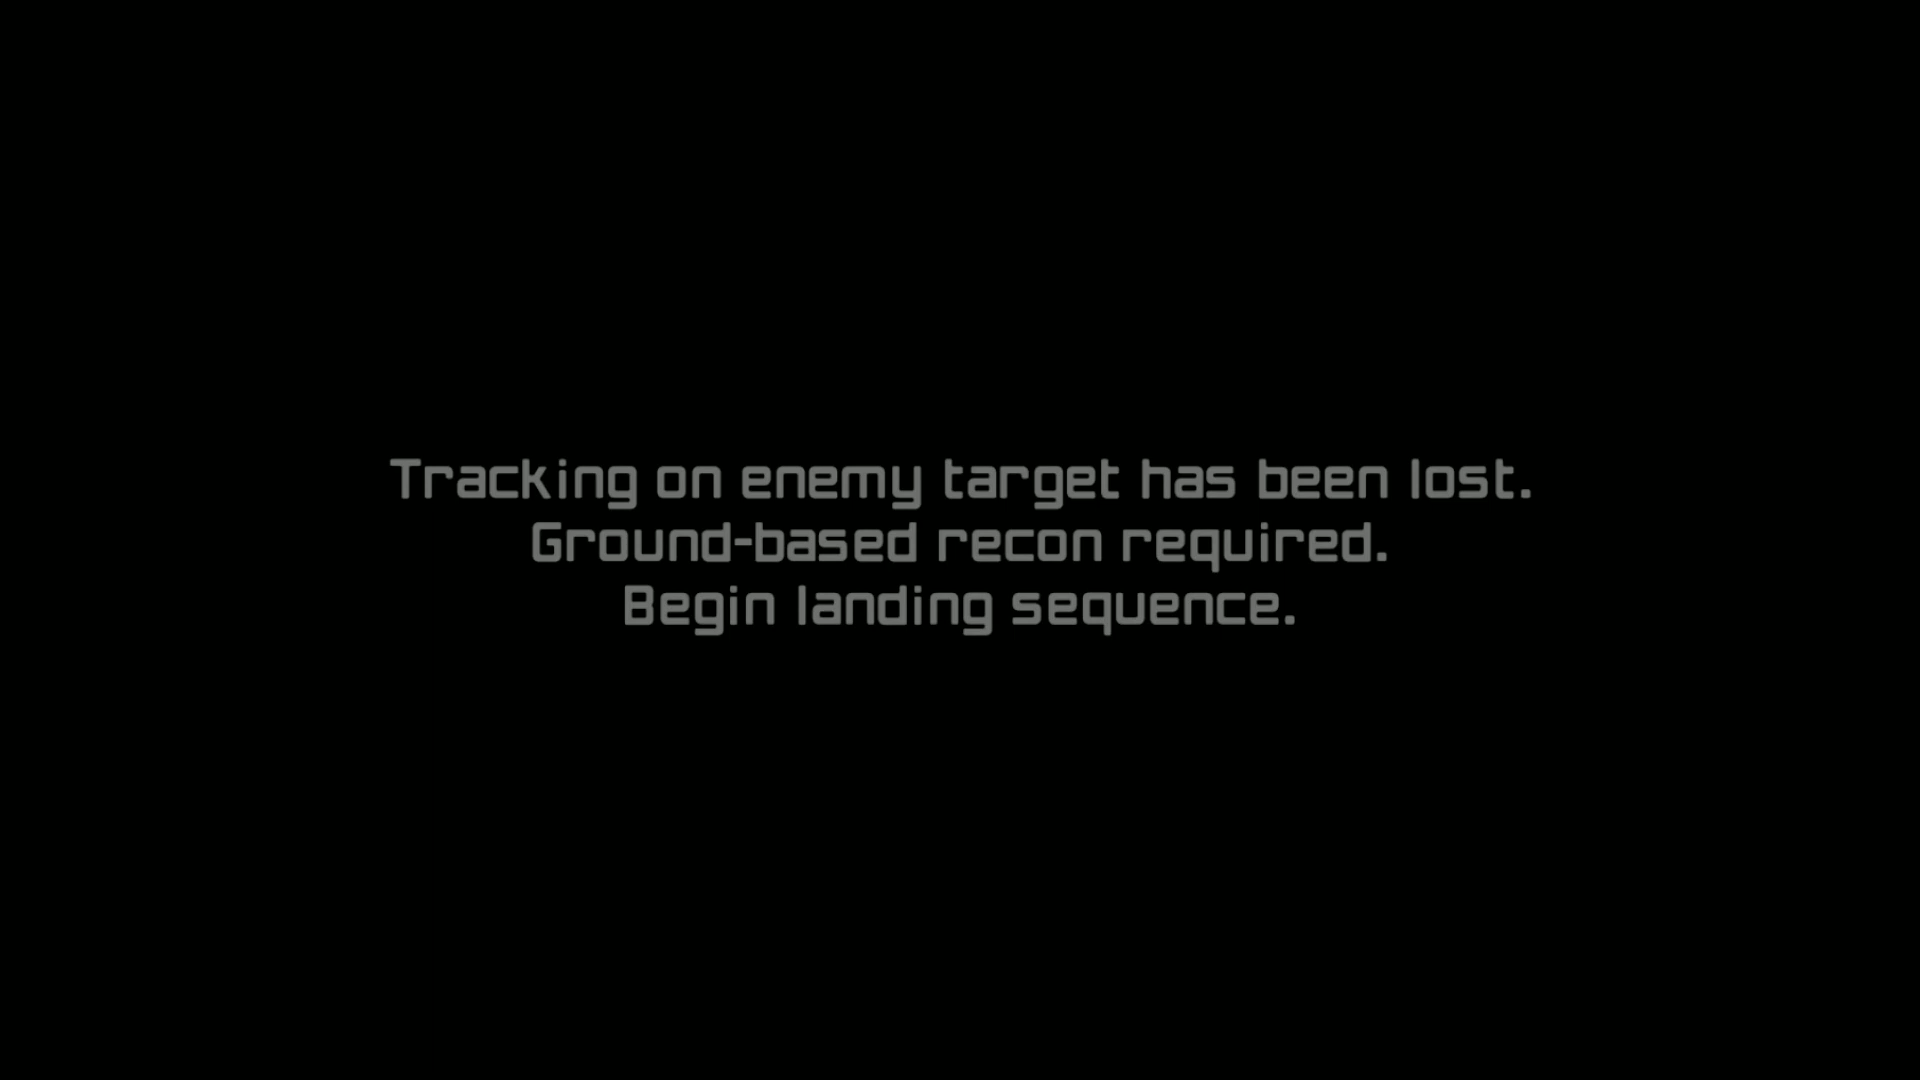 Tracking on enemy target has been lost.
Ground-based recon required.
Begin landing sequence.